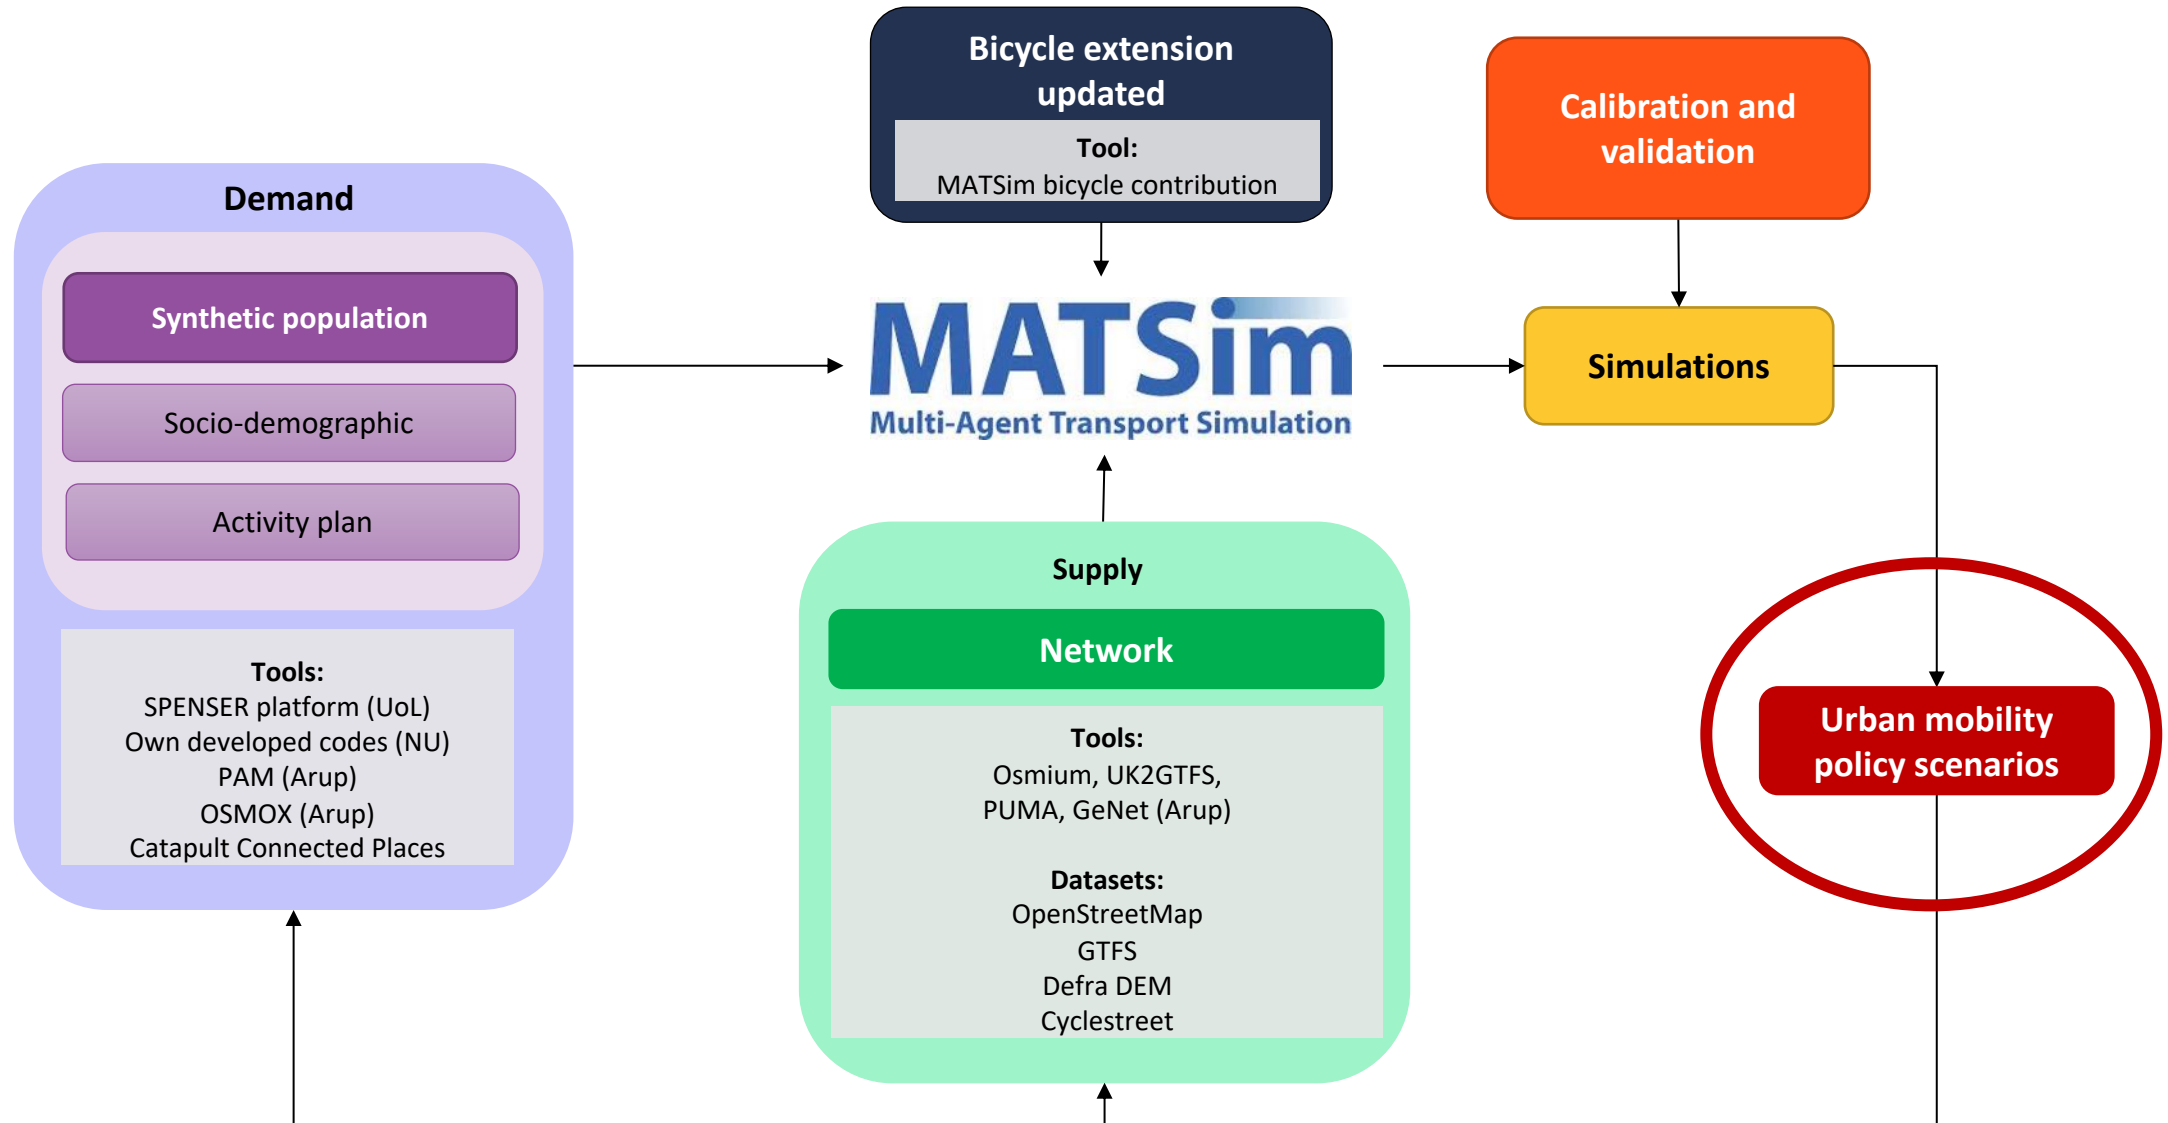 Bicycle extension
updated
Tool:
MATSim bicycle contribution
Calibration and
validation
Demand
Synthetic population
Socio-demographic
Activity plan
Tools:
SPENSER platform (UoL)
Own developed codes (NU)
PAM (Arup)
OSMOX (Arup)
Catapult Connected Places
MATSim
Multi-Agent Transport Simulation
Simulations
Supply
Network
Tools:
Osmium, UK2GTFS,
PUMA, GeNet (Arup)
Datasets:
OpenStreetMap
GTFS
Defra DEM
Cyclestreet
Urban mobility
policy scenarios